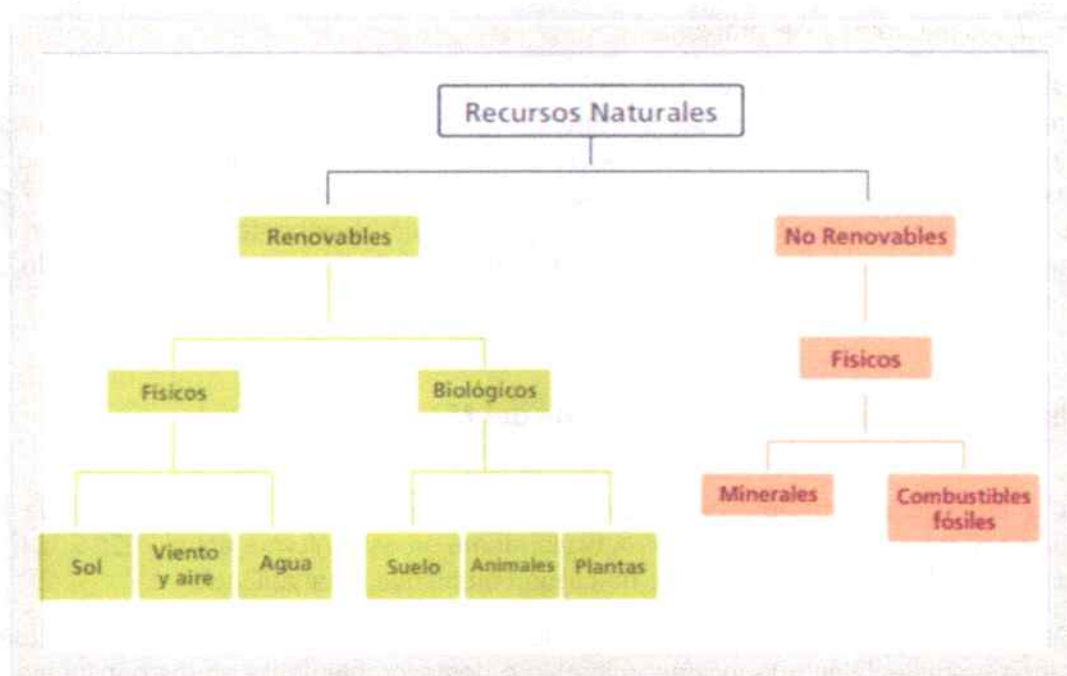 Recursos Naturales
Renovables
No Renovables
Físicos
Biológicos
Físicos
Minerales
Combustibles
fósiles
Sol
Viento
y aire
Agua
Suelo
Animales
Plantas